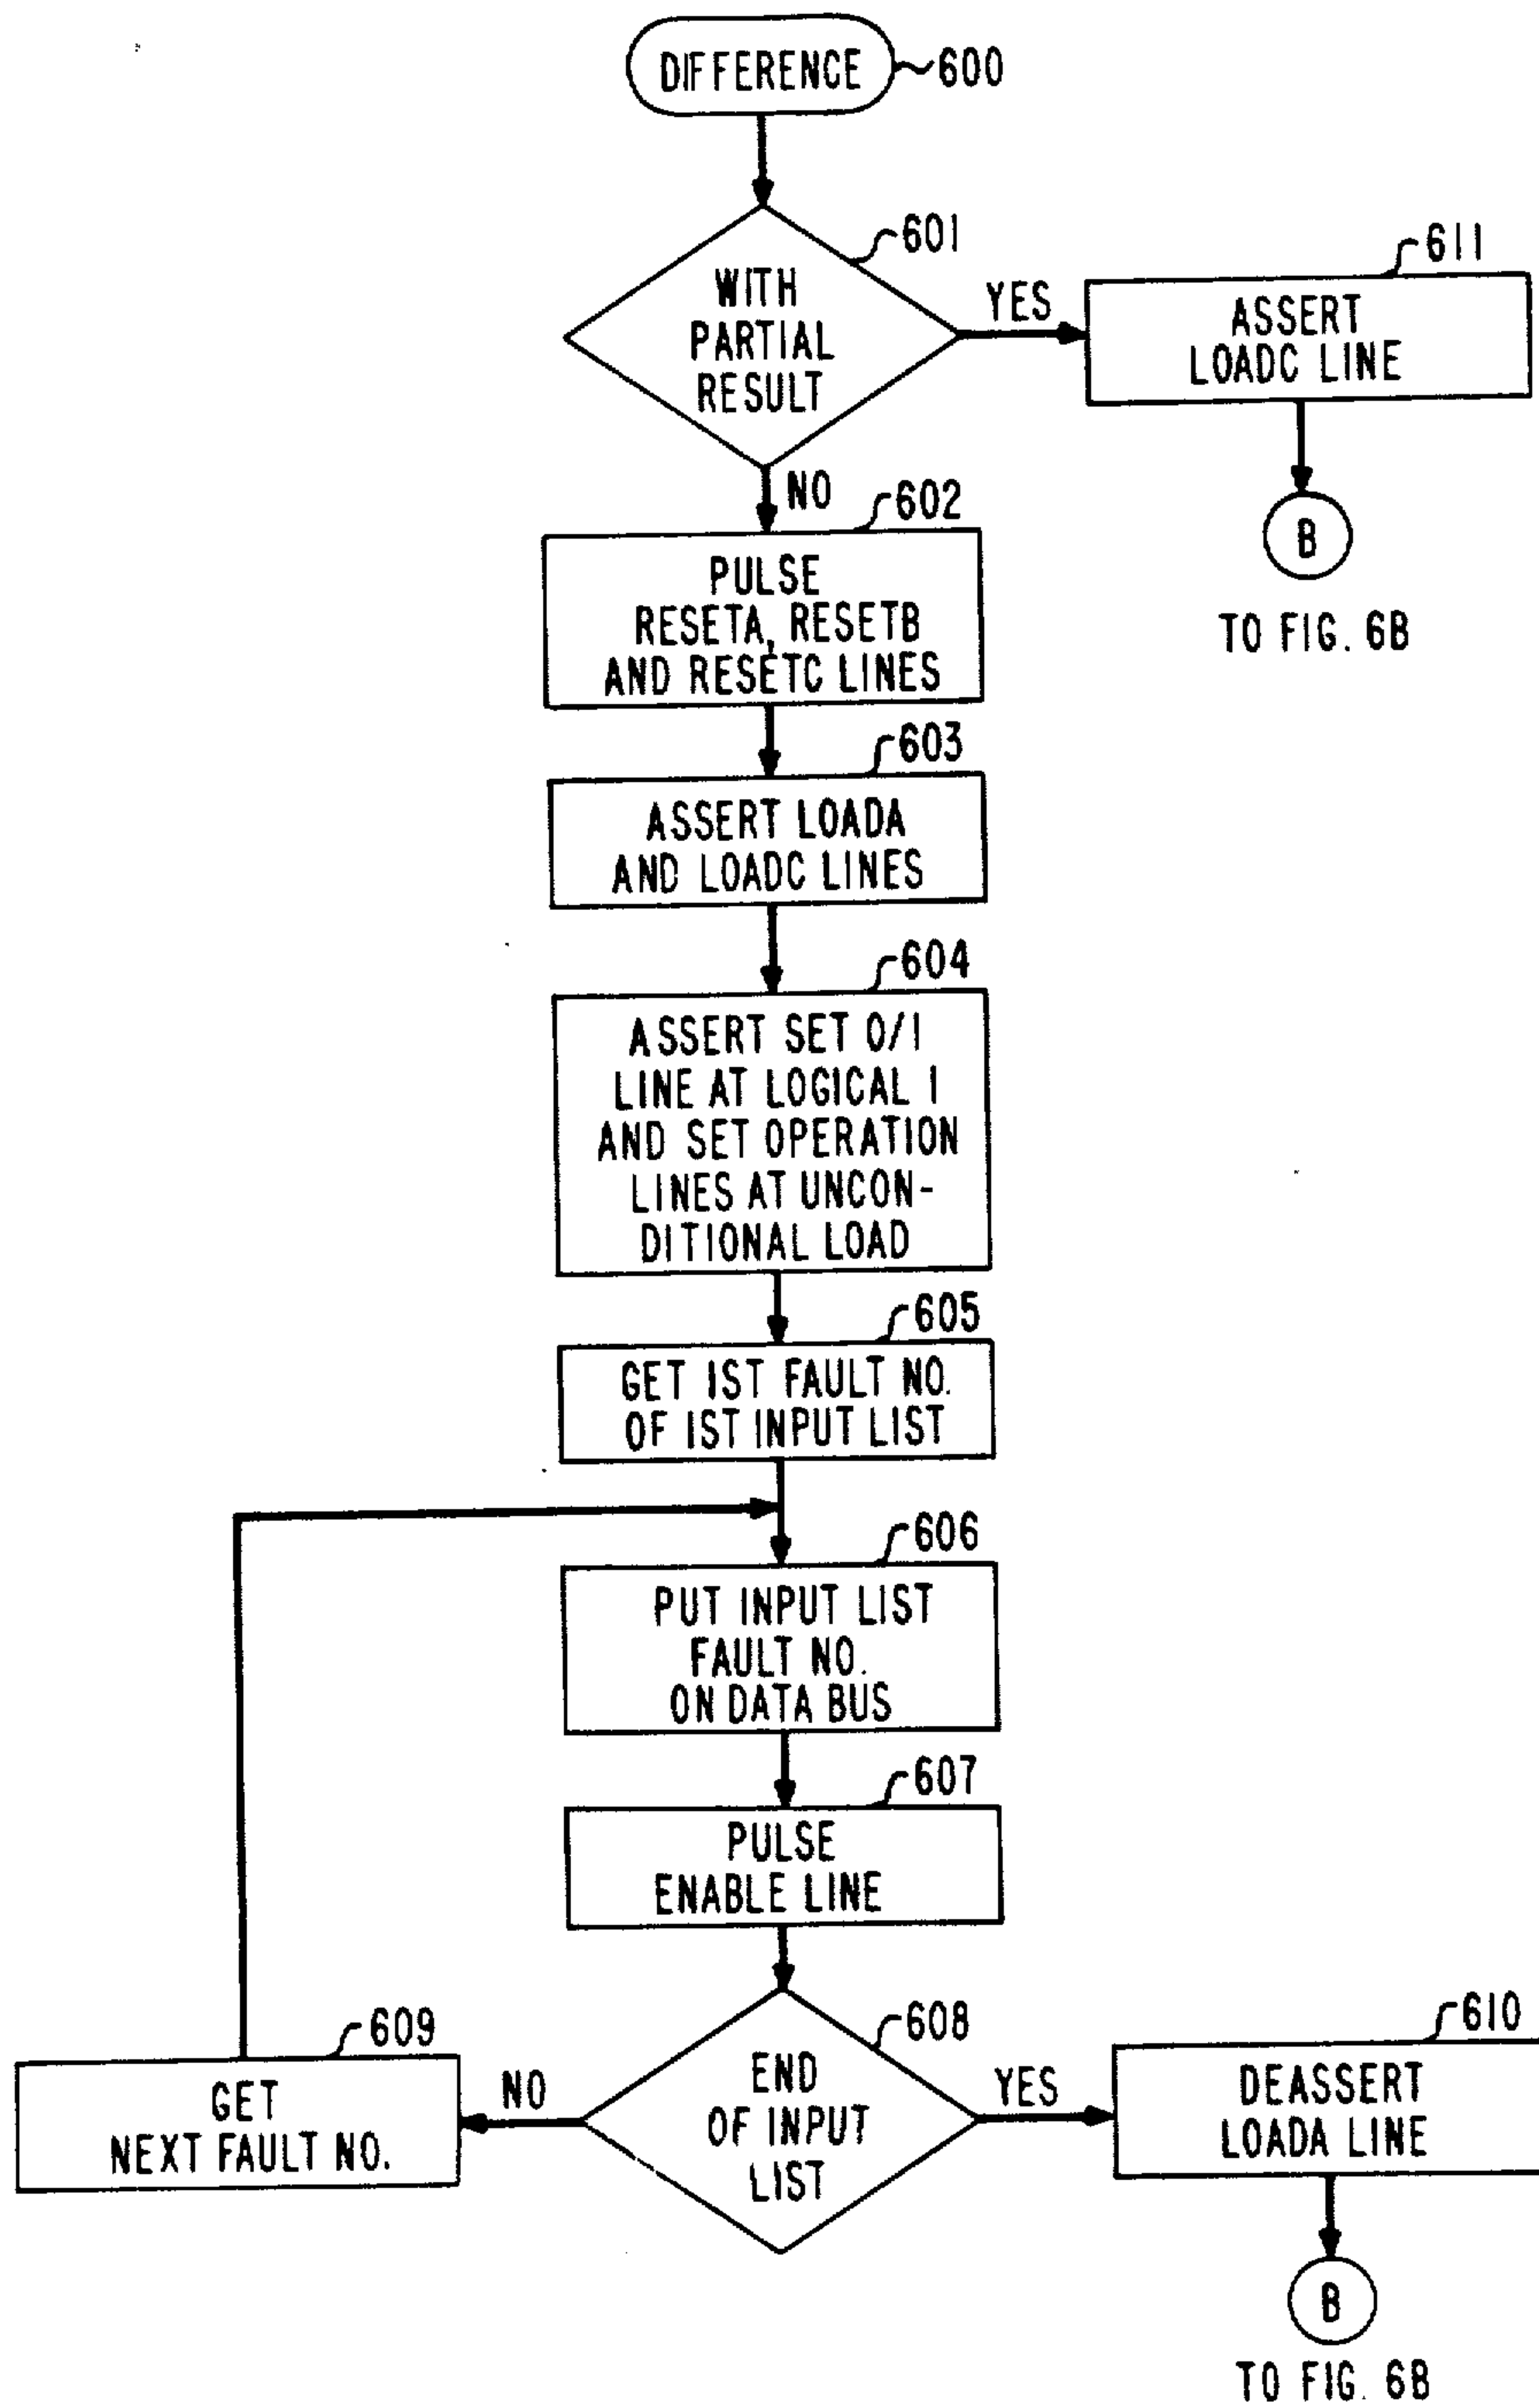 DIFFERENCE
600
601
WITH
PARTIAL
RESULT
YES
611
ASSERT
LOADC LINE
B
TO FIG. 6B
NO
602
PULSE
RESETA, RESETB
AND RESETC LINES
603
ASSERT LOADA
AND LOADC LINES
604
ASSERT SET 0/1
LINE AT LOGICAL 1
AND SET OPERATION
LINES AT UNCON-
DITIONAL LOAD
605
GET 1ST FAULT NO.
OF 1ST INPUT LIST
606
PUT INPUT LIST
FAULT NO.
ON DATA BUS
607
PULSE
ENABLE LINE
608
END
OF INPUT
LIST
NO
609
GET
NEXT FAULT NO.
YES
610
DEASSERT
LOADA LINE
B
TO FIG. 6B